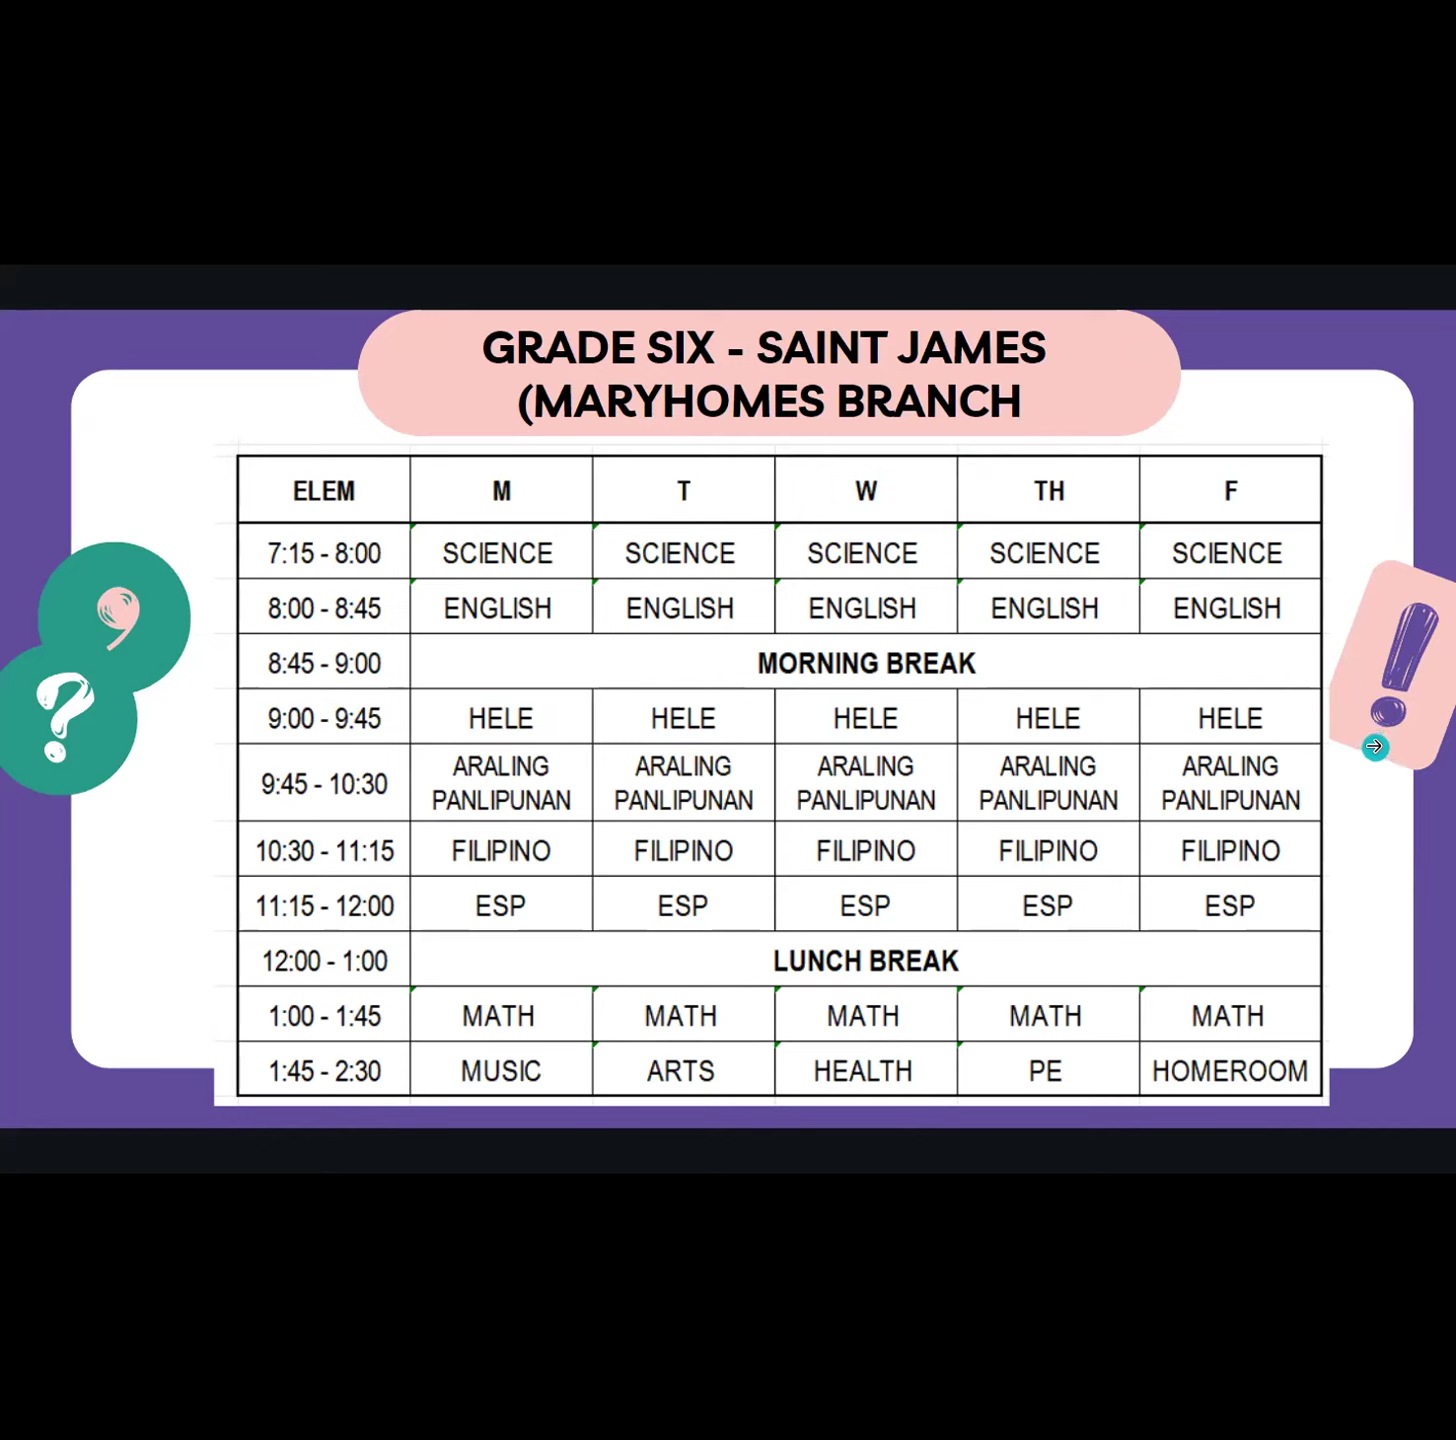 GRADE SIX - SAINT JAMES
(MARYHOMES BRANCH
ELEM M T W TH F
7:15 - 8:00 SCIENCE SCIENCE SCIENCE SCIENCE SCIENCE
8:00 - 8:45 ENGLISH ENGLISH ENGLISH ENGLISH ENGLISH
8:45 - 9:00 MORNING BREAK
9:00 - 9:45 HELE HELE HELE HELE HELE
9:45 - 10:30 ARALING PANLIPUNAN ARALING PANLIPUNAN ARALING PANLIPUNAN ARALING PANLIPUNAN ARALING PANLIPUNAN
10:30 - 11:15 FILIPINO FILIPINO FILIPINO FILIPINO FILIPINO
11:15 - 12:00 ESP ESP ESP ESP ESP
12:00 - 1:00 LUNCH BREAK
1:00 - 1:45 MATH MATH MATH MATH MATH
1:45 - 2:30 MUSIC ARTS HEALTH PE HOMEROOM
,
?
!